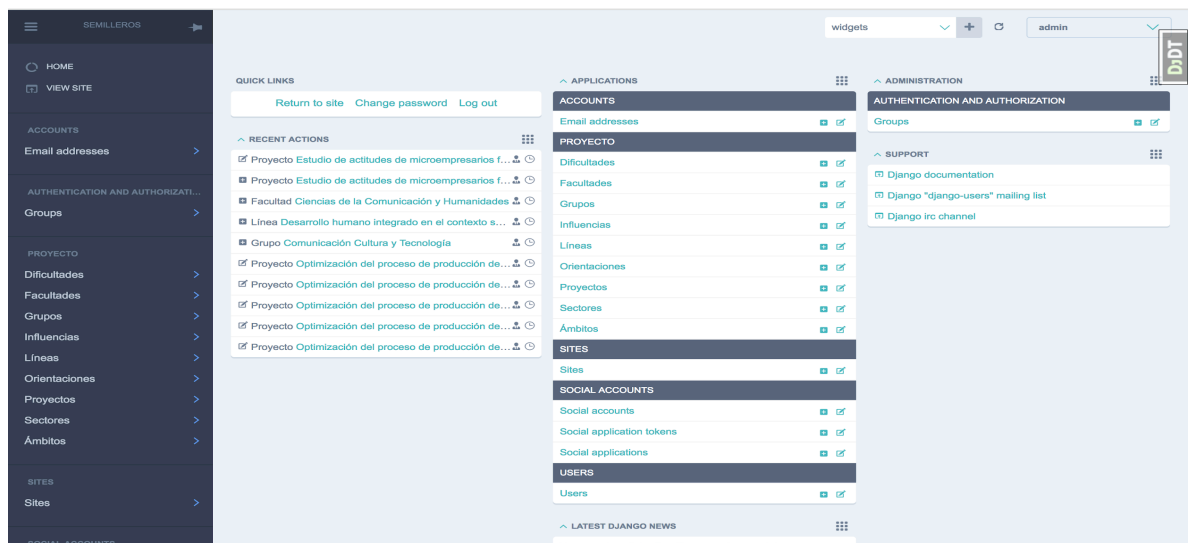 SEMILLEROS
HOME
VIEW SITE
ACCOUNTS
Email addresses
AUTHENTICATION AND AUTHORIZATI...
Groups
PROYECTO
Dificultades
Facultades
Grupos
Influencias
Líneas
Orientaciones
Proyectos
Sectores
Ámbitos
SITES
Sites
SOCIAL ACCOUNTS
widgets
admin
DjDT
QUICK LINKS
Return to site Change password Log out
RECENT ACTIONS
Proyecto Estudio de actitudes de microempresarios f...
Proyecto Estudio de actitudes de microempresarios f...
Facultad Ciencias de la Comunicación y Humanidades
Línea Desarrollo humano integrado en el contexto s...
Grupo Comunicación Cultura y Tecnología
Proyecto Optimización del proceso de producción de...
Proyecto Optimización del proceso de producción de...
Proyecto Optimización del proceso de producción de...
Proyecto Optimización del proceso de producción de...
Proyecto Optimización del proceso de producción de...
APPLICATIONS
ACCOUNTS
Email addresses
PROYECTO
Dificultades
Facultades
Grupos
Influencias
Líneas
Orientaciones
Proyectos
Sectores
Ámbitos
SITES
Sites
SOCIAL ACCOUNTS
Social accounts
Social application tokens
Social applications
USERS
Users
LATEST DJANGO NEWS
ADMINISTRATION
AUTHENTICATION AND AUTHORIZATION
Groups
SUPPORT
Django documentation
Django "django-users" mailing list
Django irc channel